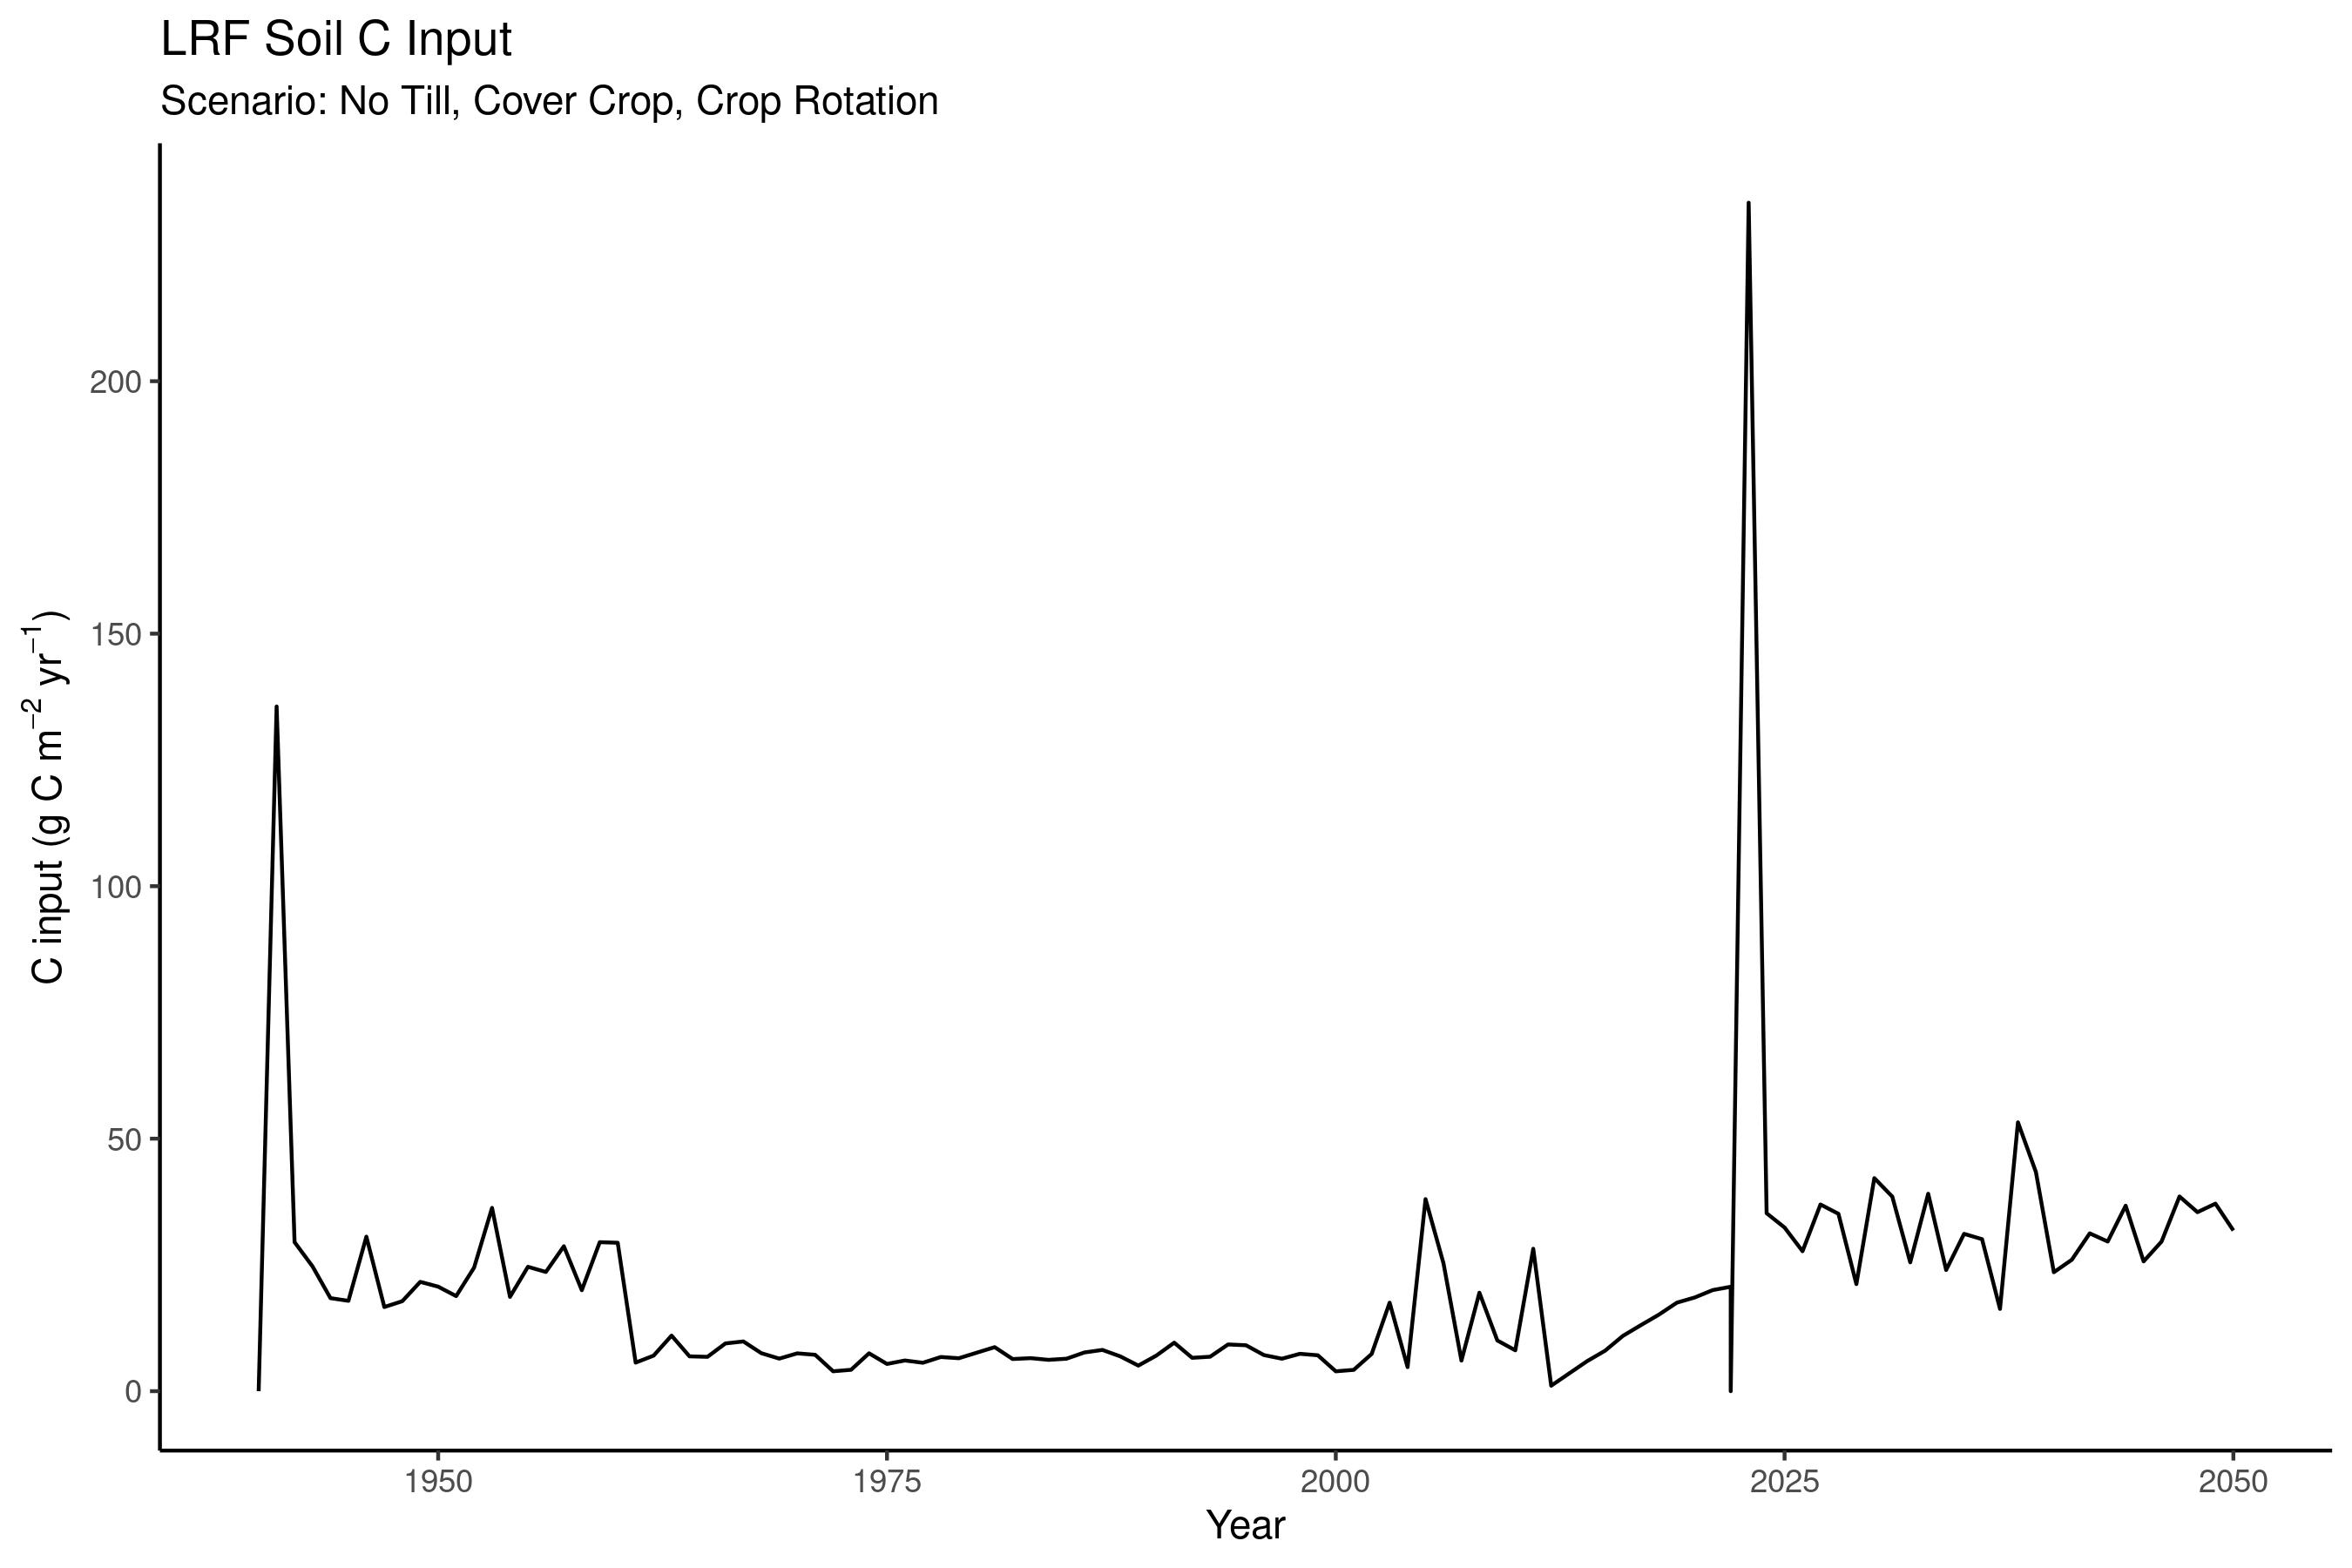 LRF Soil C Input
Scenario: No Till, Cover Crop, Crop Rotation
C input (g C m⁻² yr⁻¹)
200
150
100
50
0
1950 1975 2000 2025 2050
Year